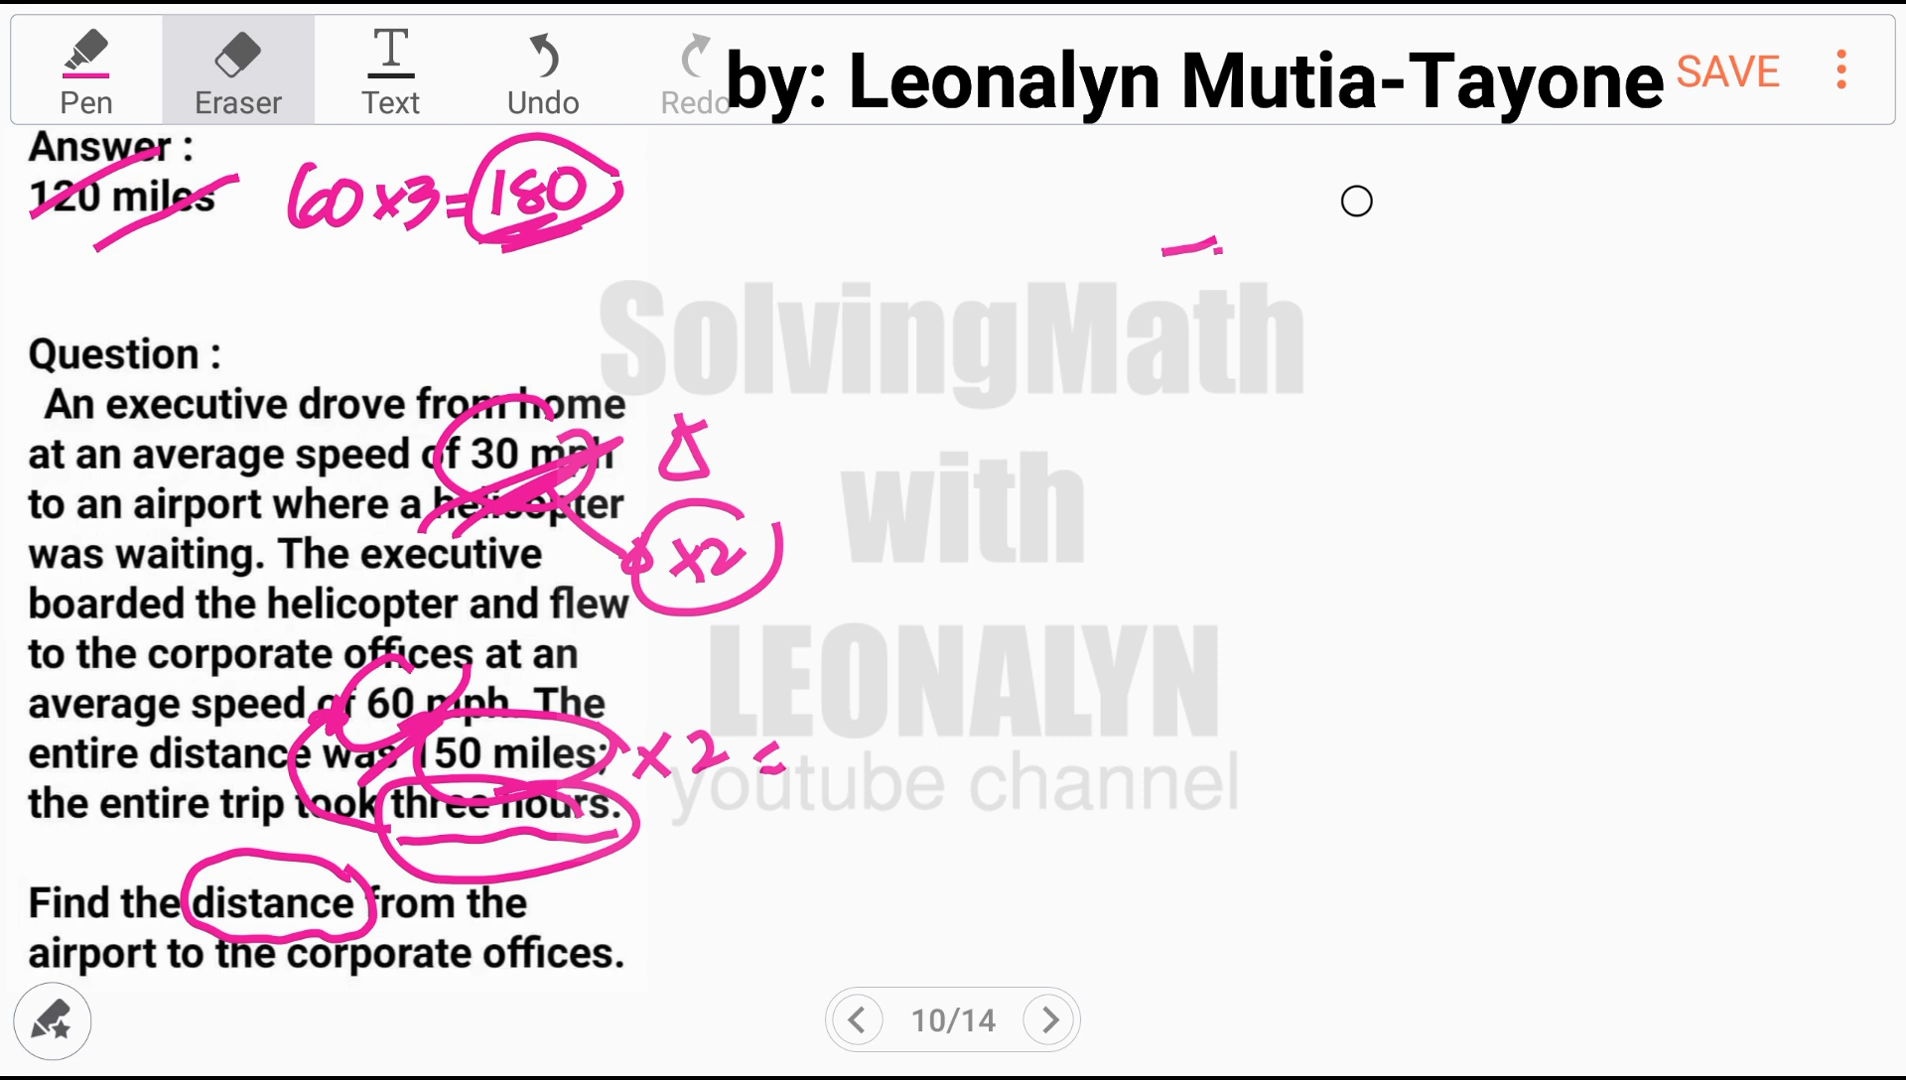 Pen
Eraser
Text
Undo
Redo
by: Leonalyn Mutia-Tayone
SAVE
Answer :
120 miles
60 x 3 = 180
SolvingMath
with
LEONALYN
youtube channel
Question :
An executive drove from home
at an average speed of 30 mph
to an airport where a helicopter
was waiting. The executive
boarded the helicopter and flew
to the corporate offices at an
average speed of 60 mph. The
entire distance was 150 miles;
the entire trip took three hours.
x2
x 2 =
Find the distance from the
airport to the corporate offices.
10/14